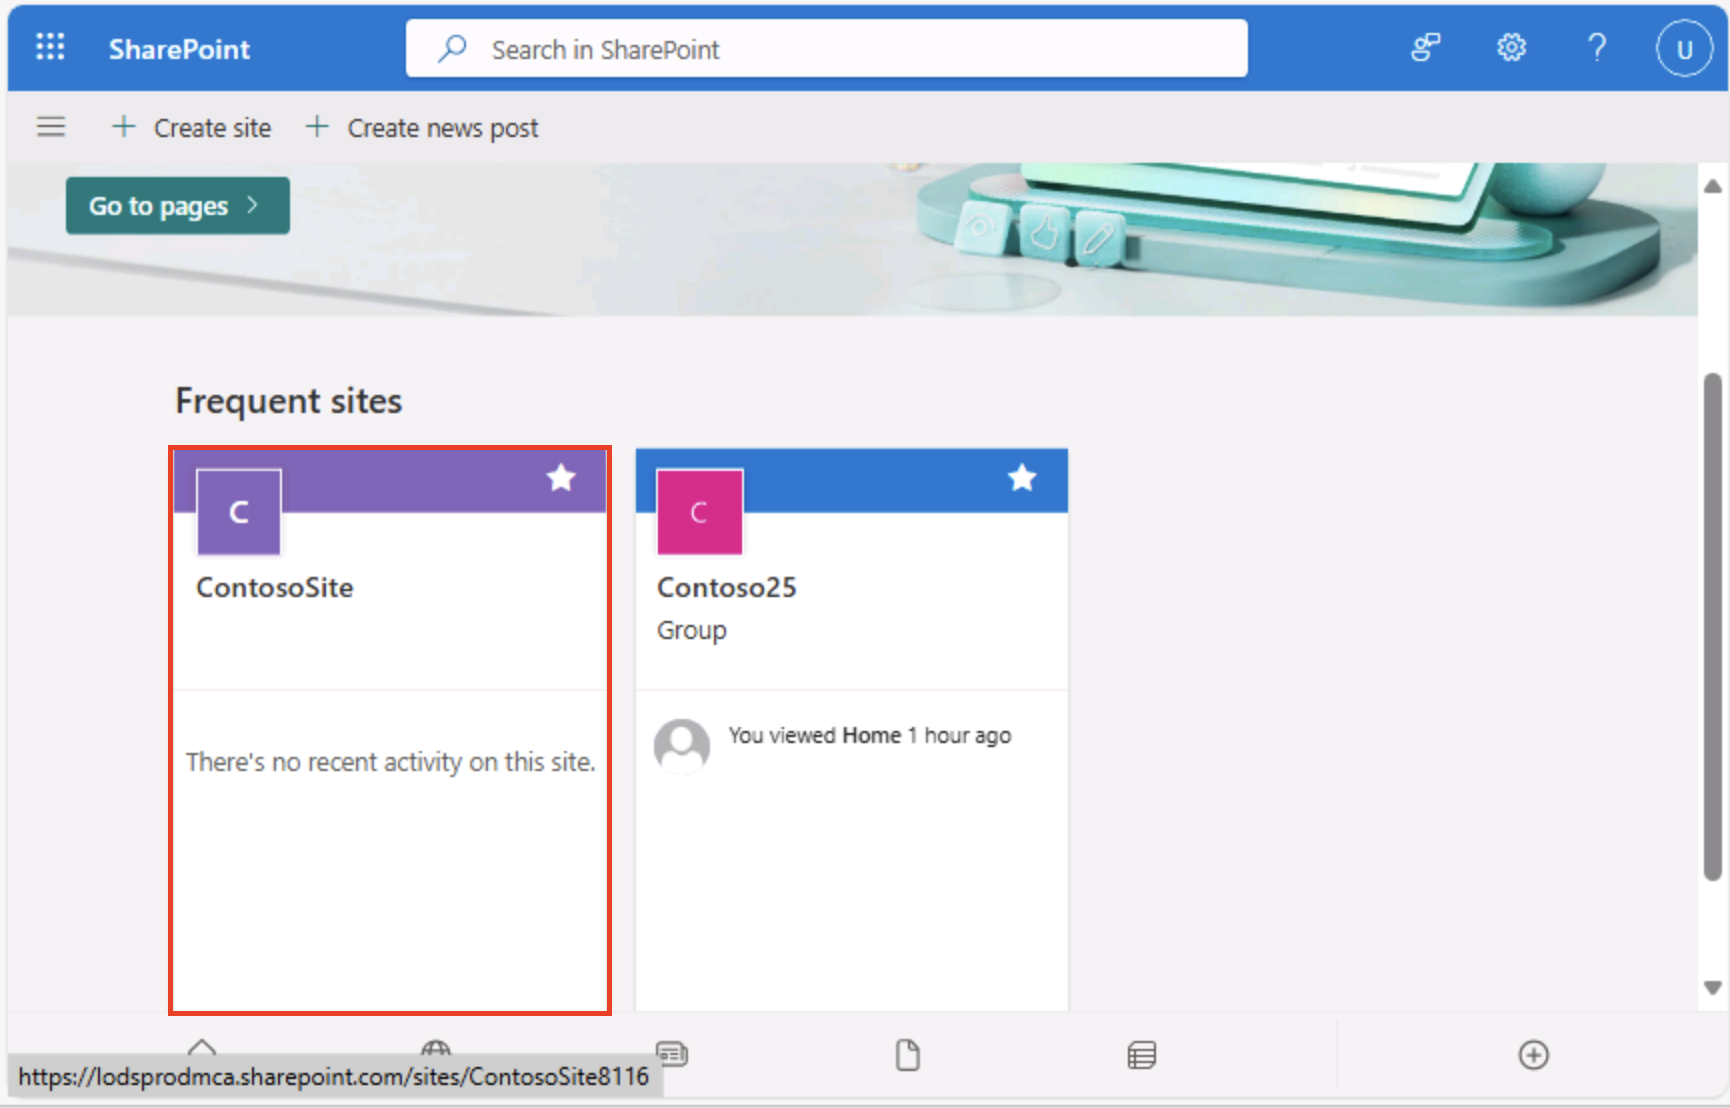 SharePoint
Search in SharePoint
?
U
+ Create site
+ Create news post
Go to pages >
Frequent sites
C
ContosoSite
There's no recent activity on this site.
C
Contoso25
Group
You viewed Home 1 hour ago
https://lodsprodmca.sharepoint.com/sites/ContosoSite8116